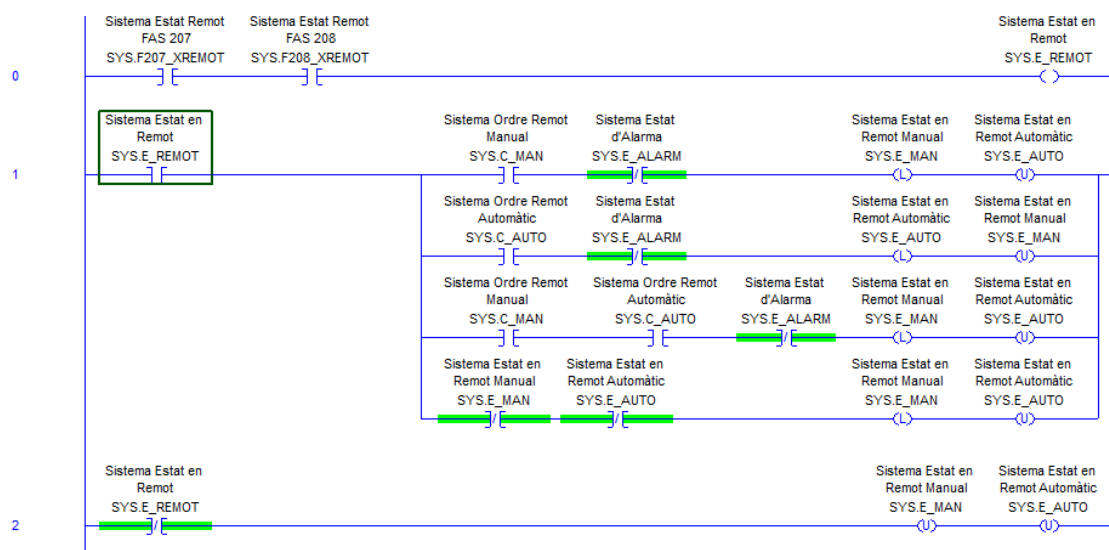 Sistema Estat Remot
FAS 207
SYS.F207_XREMOT
Sistema Estat Remot
FAS 208
SYS.F208_XREMOT
Sistema Estat en
Remot
SYS.E_REMOT
0
Sistema Estat en
Remot
SYS.E_REMOT
Sistema Ordre Remot
Manual
SYS.C_MAN
Sistema Estat
d'Alarma
SYS.E_ALARM
Sistema Estat en
Remot Manual
SYS.E_MAN
L
Sistema Estat en
Remot Automàtic
SYS.E_AUTO
U
1
Sistema Ordre Remot
Automàtic
SYS.C_AUTO
Sistema Estat
d'Alarma
SYS.E_ALARM
Sistema Estat en
Remot Automàtic
SYS.E_AUTO
L
Sistema Estat en
Remot Manual
SYS.E_MAN
U
Sistema Ordre Remot
Manual
SYS.C_MAN
Sistema Ordre Remot
Automàtic
SYS.C_AUTO
Sistema Estat
d'Alarma
SYS.E_ALARM
Sistema Estat en
Remot Manual
SYS.E_MAN
L
Sistema Estat en
Remot Automàtic
SYS.E_AUTO
U
Sistema Estat en
Remot Manual
SYS.E_MAN
Sistema Estat en
Remot Automàtic
SYS.E_AUTO
Sistema Estat en
Remot Manual
SYS.E_MAN
L
Sistema Estat en
Remot Automàtic
SYS.E_AUTO
U
Sistema Estat en
Remot
SYS.E_REMOT
Sistema Estat en
Remot Manual
SYS.E_MAN
U
Sistema Estat en
Remot Automàtic
SYS.E_AUTO
U
2